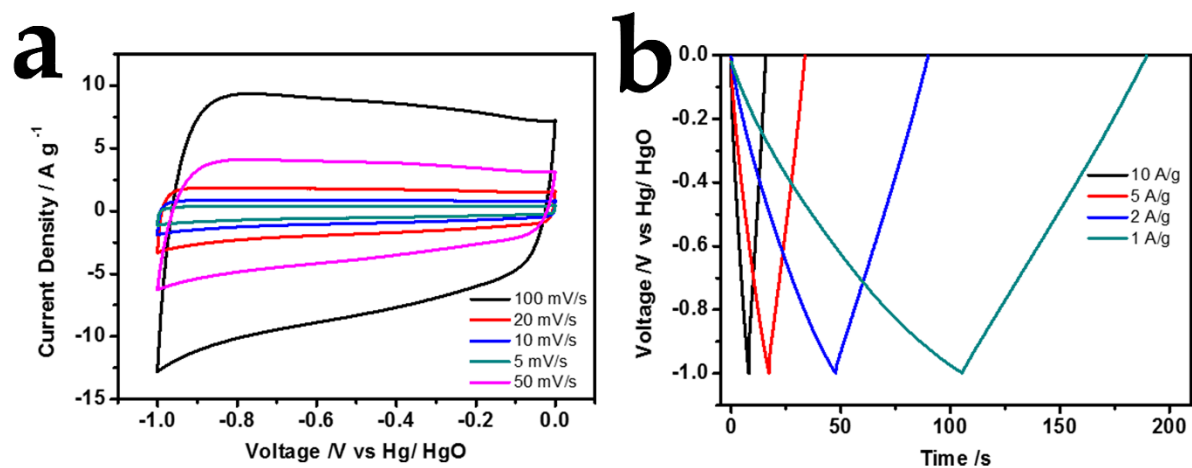 a
Current Density / A g⁻¹
10
5
0
-5
-10
-15
-1.0 -0.8 -0.6 -0.4 -0.2 0.0
Voltage /V vs Hg/ HgO
100 mV/s
20 mV/s
10 mV/s
5 mV/s
50 mV/s
b
Voltage /V vs Hg/ HgO
0.0
-0.2
-0.4
-0.6
-0.8
-1.0
0 50 100 150 200
Time /s
10 A/g
5 A/g
2 A/g
1 A/g